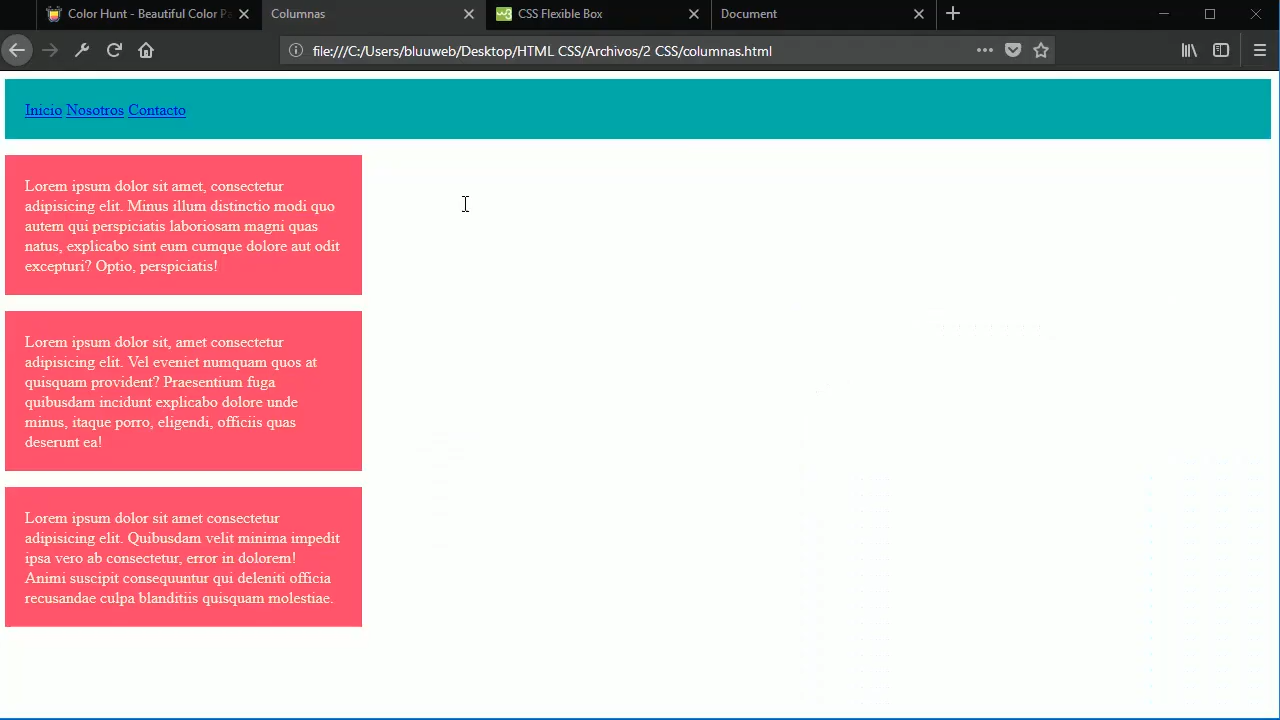 Color Hunt - Beautiful Color Pa
Columnas
CSS Flexible Box
Document
file:///C:/Users/bluuweb/Desktop/HTML CSS/Archivos/2 CSS/columnas.html
Inicio Nosotros Contacto
Lorem ipsum dolor sit amet, consectetur
adipisicing elit. Minus illum distinctio modi quo
autem qui perspiciatis laboriosam magni quas
natus, explicabo sint eum cumque dolore aut odit
excepturi? Optio, perspiciatis!
Lorem ipsum dolor sit, amet consectetur
adipisicing elit. Vel eveniet numquam quos at
quisquam provident? Praesentium fuga
quibusdam incidunt explicabo dolore unde
minus, itaque porro, eligendi, officiis quas
deserunt ea!
Lorem ipsum dolor sit amet consectetur
adipisicing elit. Quibusdam velit minima impedit
ipsa vero ab consectetur, error in dolorem!
Animi suscipit consequuntur qui deleniti officia
recusandae culpa blanditiis quisquam molestiae.